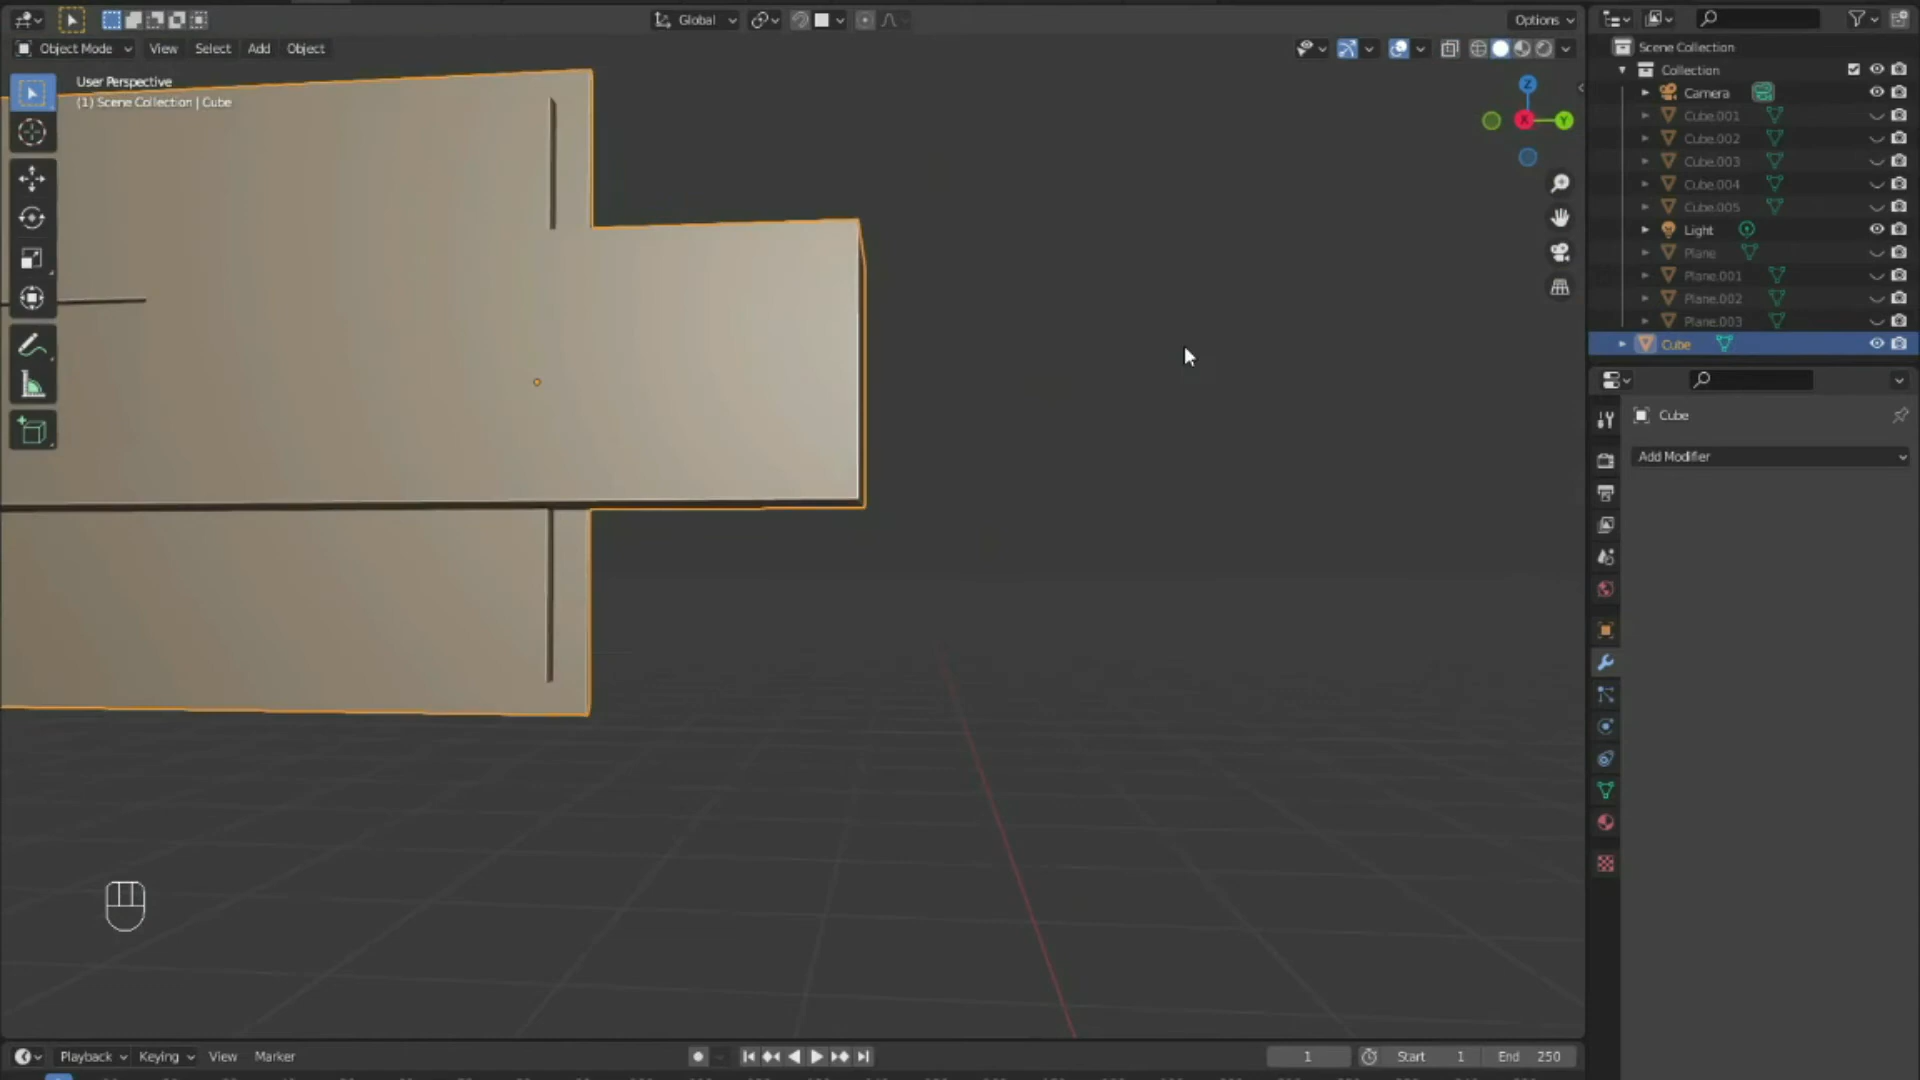 Global
Options
Object Mode
View
Select
Add
Object
User Perspective
(1) Scene Collection | Cube
Z
X
Y
Scene Collection
Collection
Camera
Cube.001
Cube.002
Cube.003
Cube.004
Cube.005
Light
Plane
Plane.001
Plane.002
Plane.003
Cube
Cube
Add Modifier
Playback
Keying
View
Marker
1
Start 1
End 250